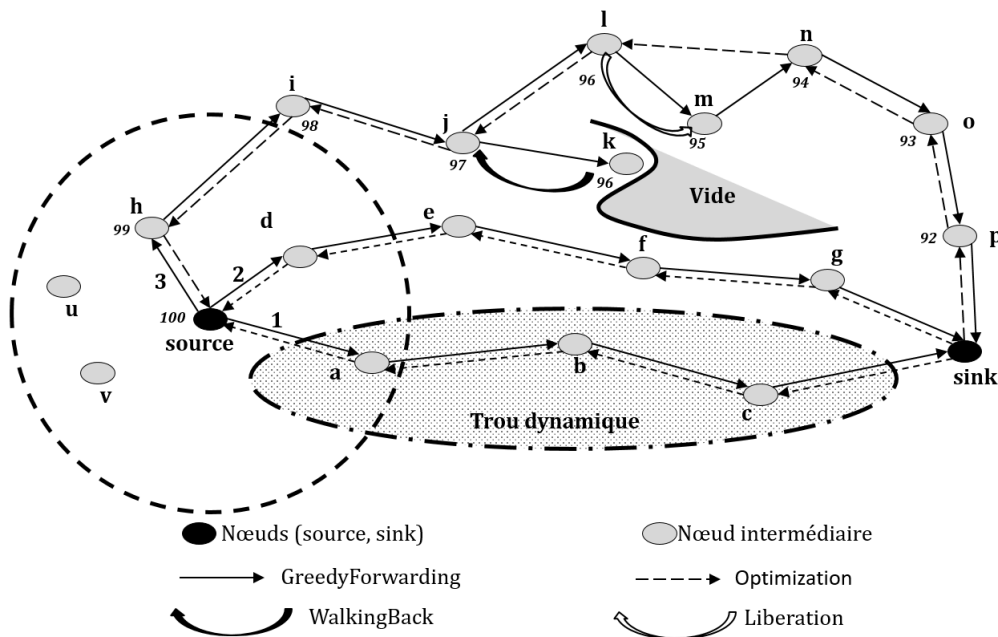 l
n
i
96
94
m
j
98
o
95
k
93
97
96
Vide
h
d
e
99
92
p
f
g
3
2
u
100
1
source
b
a
sink
v
c
Trou dynamique
Nœuds (source, sink)
Nœud intermédiaire
GreedyForwarding
Optimization
WalkingBack
Liberation